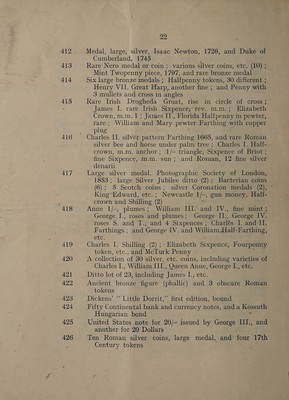 22
412 Medal, large, silver, Isaac Newton, 1726, and Duke of
Cumberland, 1745
413 Rare Nero medal or coin ; various silver coins, etc. (10) ;
Mint Twopenny piece, 1797, and rare bronze medal
414 Six large bronze medals ; Halfpenny tokens, 30 different ;
Henry VII. Great Harp, another fine ; and Penny with
3 mullets and cross in angles
415 Rare Irish Drogheda Groat, rise in circle of cross ;
James I. rare Irish Sixpence, rev. m.m. ; Elizabeth
Crown, m.m. 1 ; James II., Florida Halfpenny in pewter,
rare ; William and Mary pewter Farthing with copper
plug
416 Charles II. silver pattern Farthing 1665, and rare Roman
silver bee and horse under palm tree ; Charles I. Half-
crown, m.m. anchor ; 1/– triangle, Sixpence of Bristol ;
fine Sixpence, m.m. sun ; and Roman, 12 fine silver
denarii
417 Large silver medal, Photographic Society of London,
1853 ; large Silver Jubilee ditto (2) ; Bacterian coins
(6) ; 5 Scotch coins ; silver Coronation medals (2),
King Edward, etc. ; Newcastle 1/–, gun money, Half-
crown and Shilling (2)
418 Anne 1/–, plumes ; William III. and IV., fine mint ;
George I., roses and plumes ; George II., George IV,
roses S. and I., and 4 Sixpences ; Charles I. and II.
Farthings ; and George IV. and William Half-Farthing,
etc.
419 Charles I. Shilling (2) ; Elizabeth Sixpence, Fourpenny
token, etc., and McTurk Penny
420 A collection of 30 silver, etc. coins, including varieties of
Charles I., William III., Queen Anne, George I., etc.
421 Ditto lot of 23, including James I., etc.
422 Ancient bronze figure (phallic) and 3 obscure Roman
tokens
423 Dickens' " Little Dorrit," first edition, bound
424 Fifty Continental bank and currency notes, and a Kossuth
Hungarian bond
425 United States note for 20/– issued by George III., and
another for 20 Dollars
426 Ten Roman silver coins, large medal, and four 17th
Century tokens